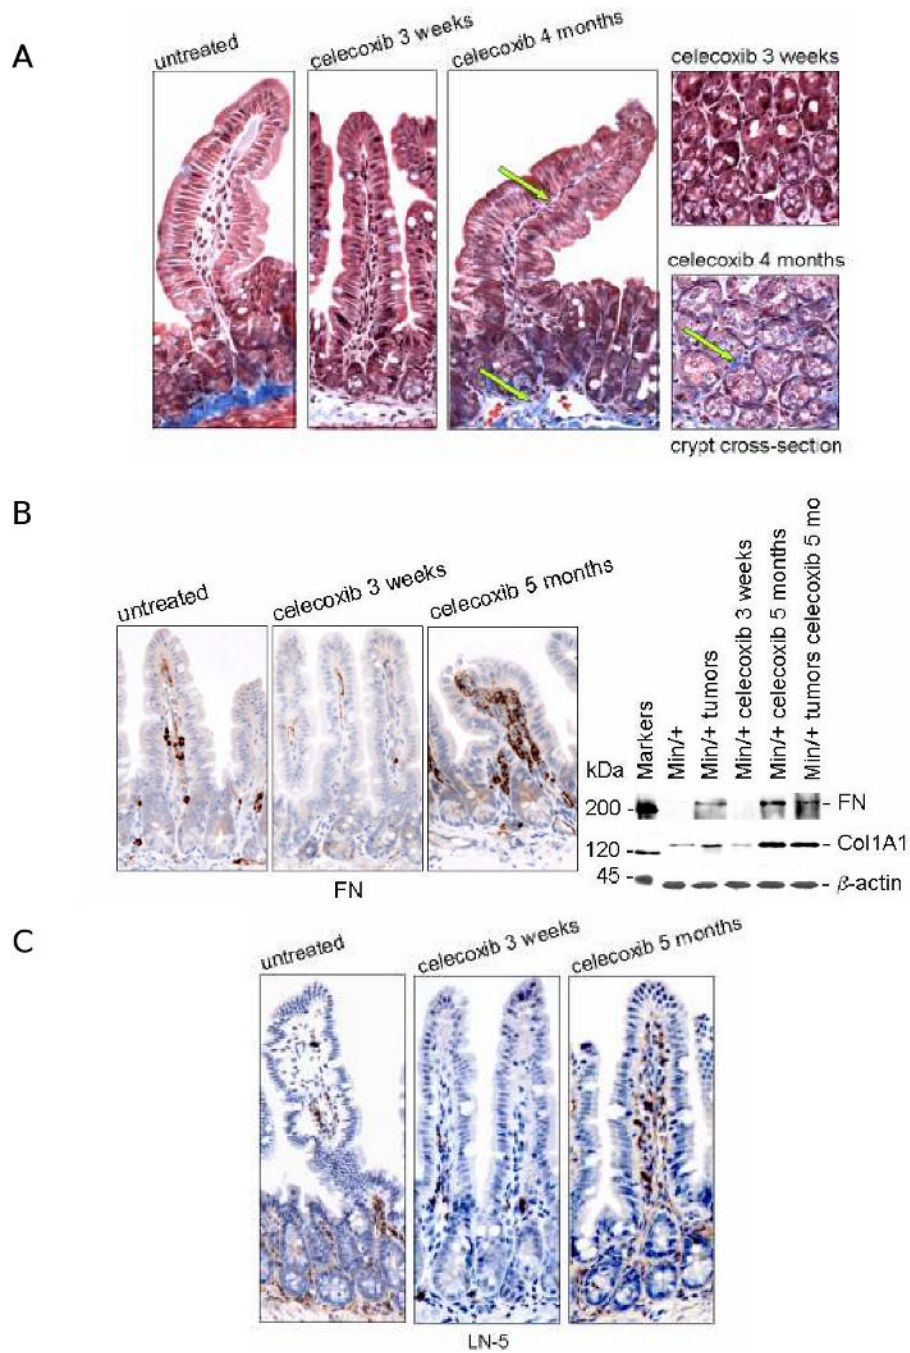 A
untreated
celecoxib 3 weeks
celecoxib 4 months
celecoxib 3 weeks
celecoxib 4 months
crypt cross-section
B
untreated
celecoxib 3 weeks
celecoxib 5 months
FN
kDa
Markers
Min/+
Min/+ tumors
Min/+ celecoxib 3 weeks
Min/+ celecoxib 5 months
Min/+ tumors celecoxib 5 mo
200 -
120 -
45 -
- FN
- Col1A1
- β-actin
C
untreated
celecoxib 3 weeks
celecoxib 5 months
LN-5